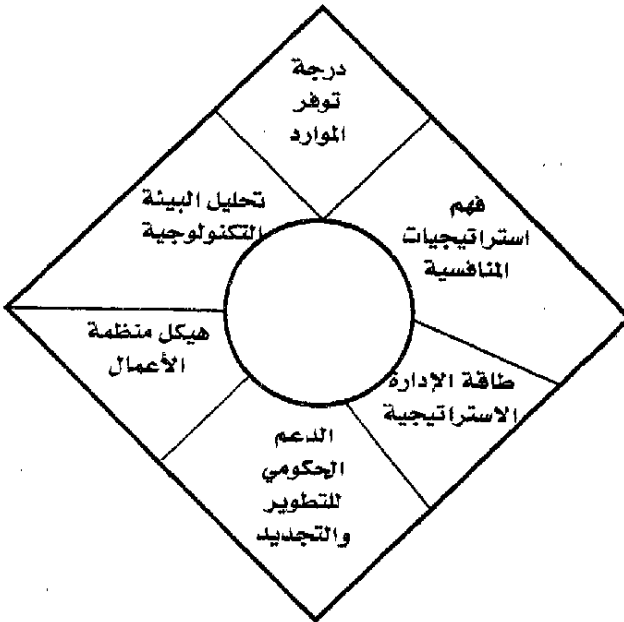 درجة
توفر
الموارد
فهم
استراتيجيات
المنافسية
تحليل البيئة
التكنولوجية
هيكل منظمة
الأعمال
طاقة الإدارة
الاستراتيجية
الدعم
الحكومي
للتطوير
والتجديد